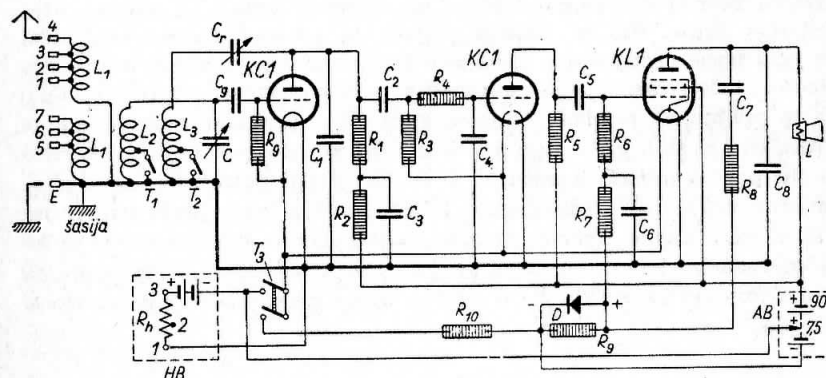 4
3
2
1
L1
7
6
5
L1
E
šasija
L2
T1
L3
T2
Cr
Cg
C
Rg
KC1
C1
R1
R2
C2
C3
R3
R4
C4
KC1
R5
C5
R6
R7
C6
KL1
C7
R8
C8
L
T3
3 + -
Rh 2
1
HB
R10
- D +
R9
AB
+ 90
+ 7,5
-